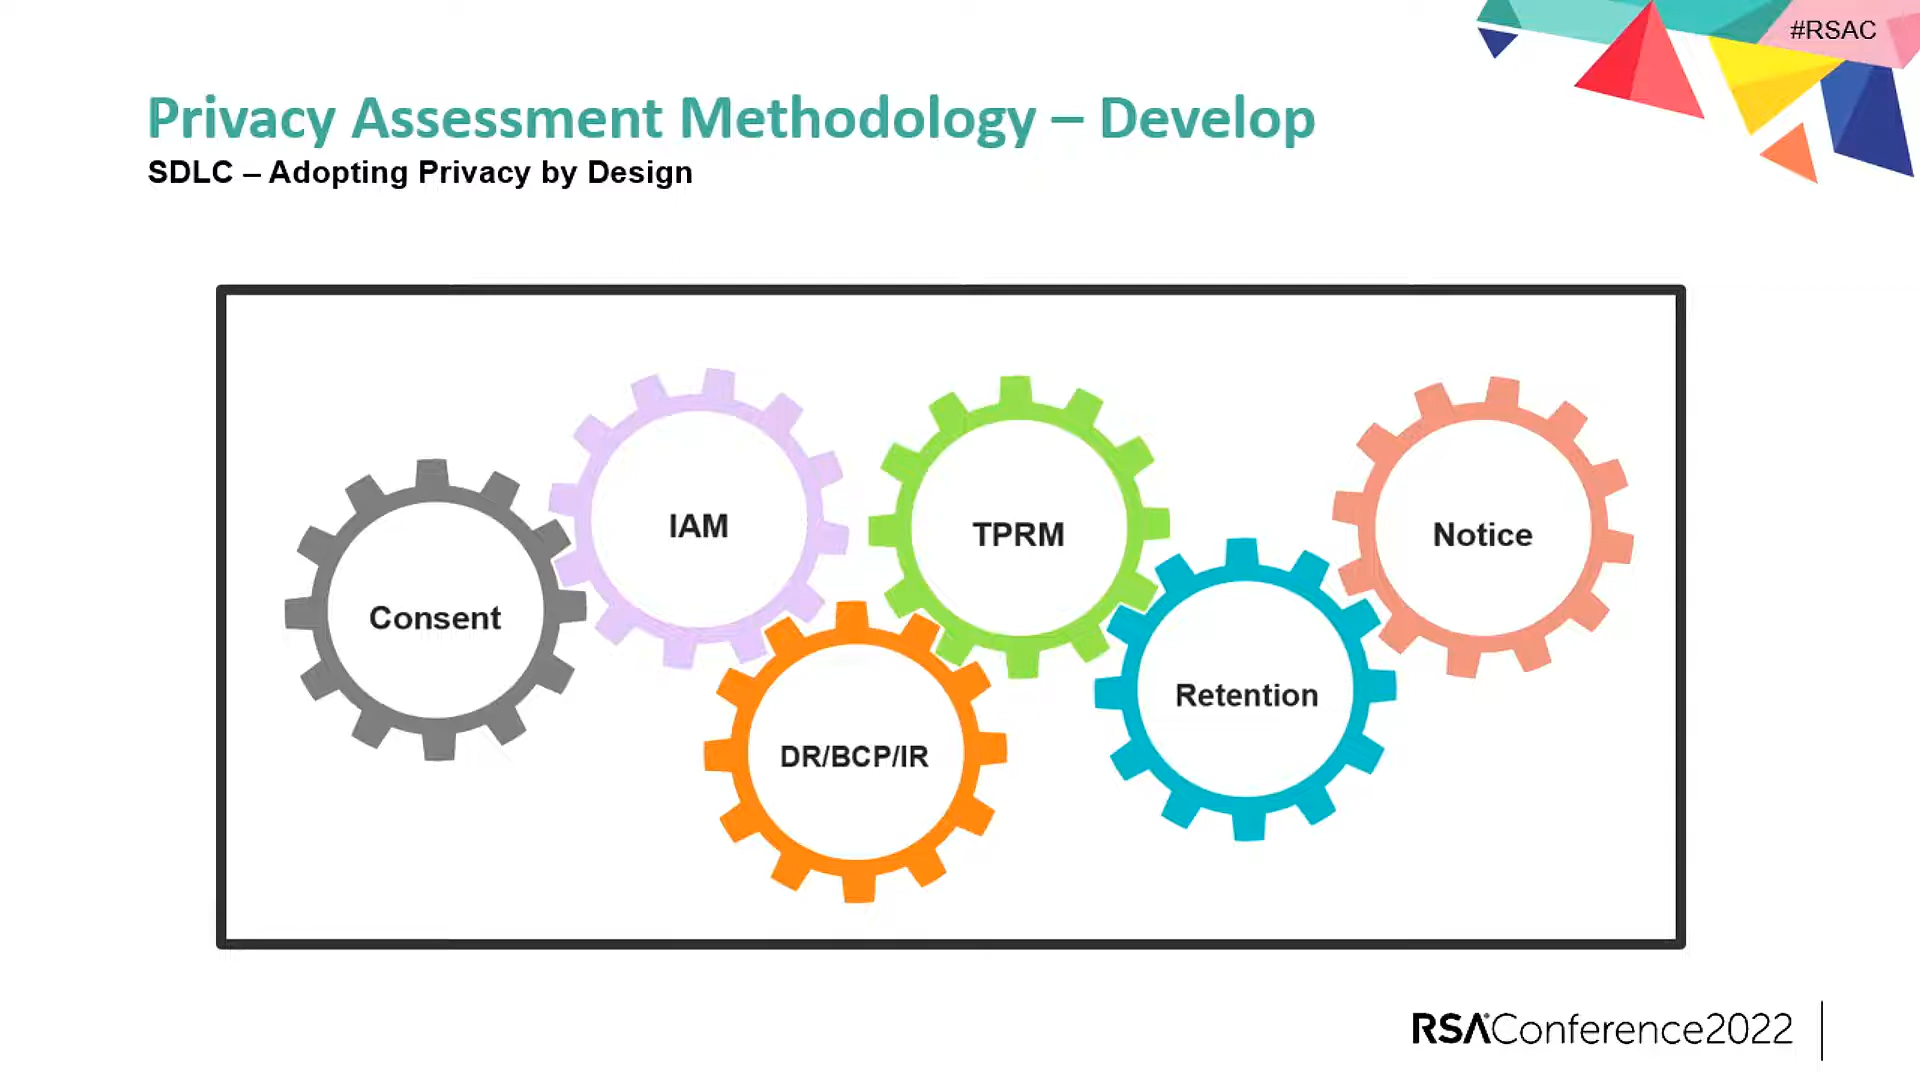 #RSAC
Privacy Assessment Methodology – Develop
SDLC – Adopting Privacy by Design
Consent
IAM
DR/BCP/IR
TPRM
Retention
Notice
RSAConference2022